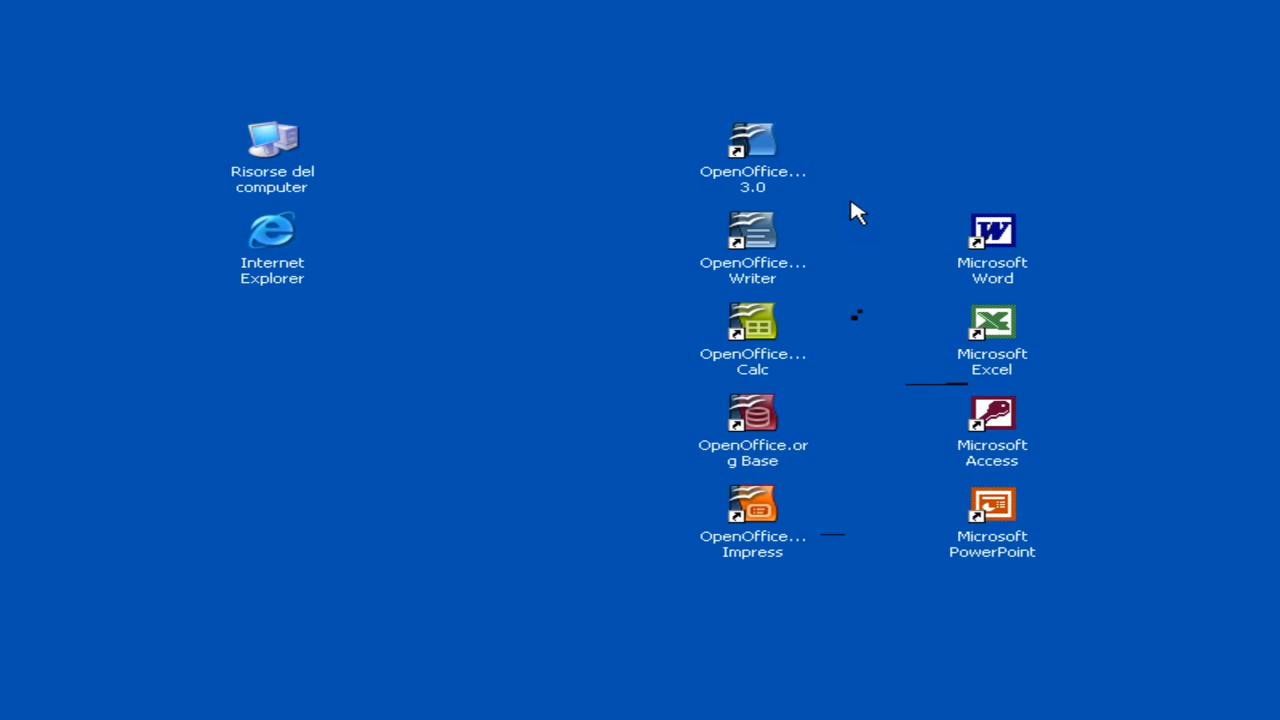 Risorse del
computer
Internet
Explorer
OpenOffice...
3.0
OpenOffice...
Writer
OpenOffice...
Calc
OpenOffice.or
g Base
OpenOffice...
Impress
Microsoft
Word
Microsoft
Excel
Microsoft
Access
Microsoft
PowerPoint